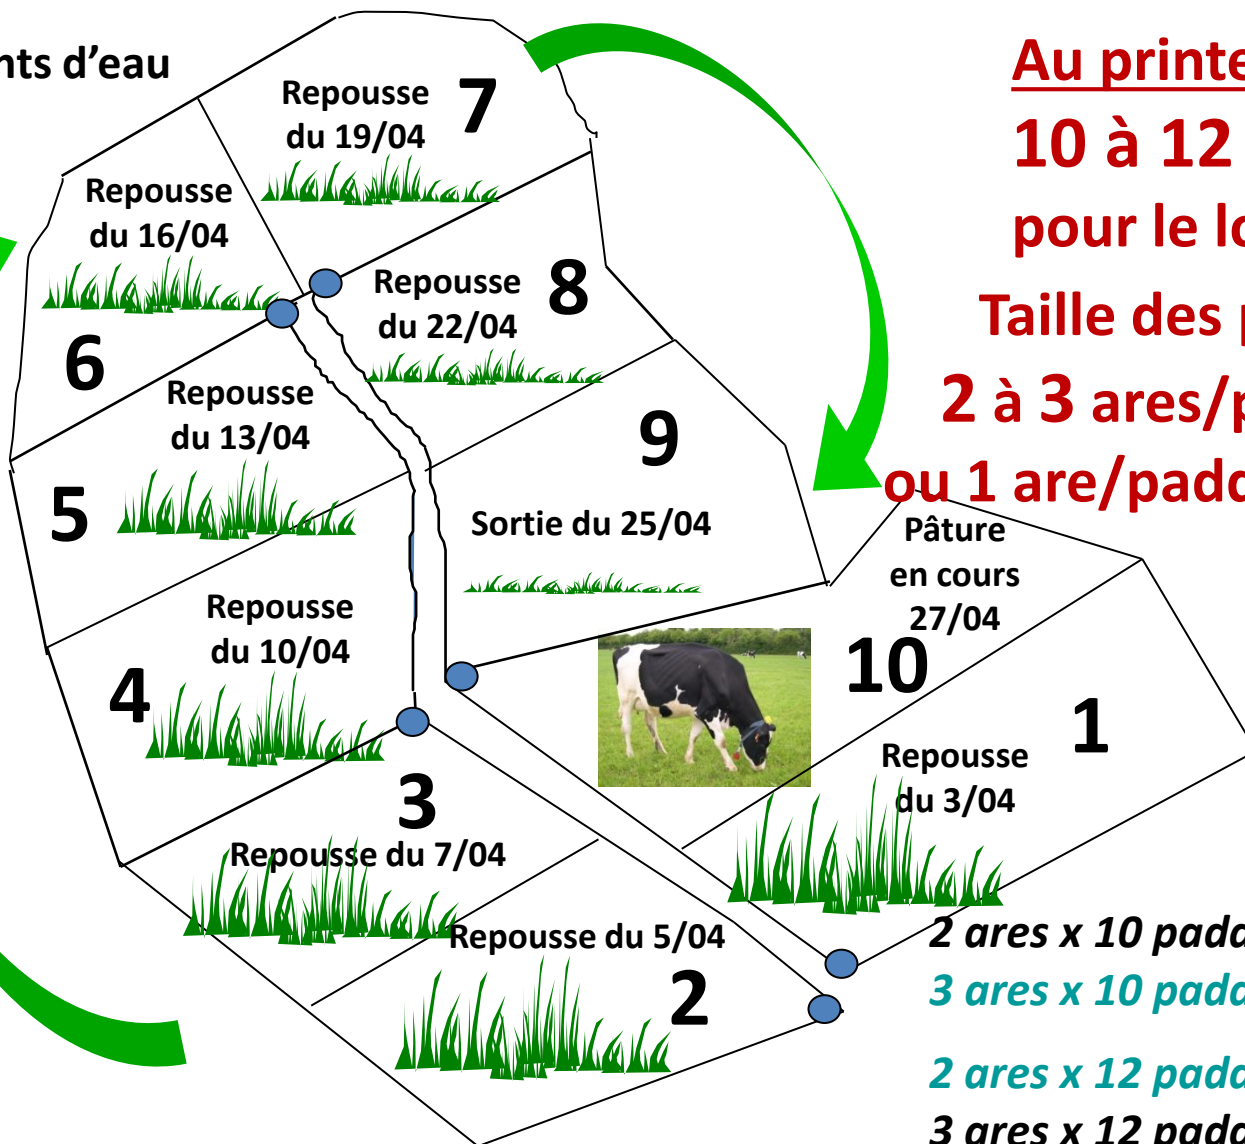 nts d'eau
Repousse
du 19/04
7
Repousse
du 16/04
6
Repousse
du 22/04
8
Repousse
du 13/04
5
9
Sortie du 25/04
Repousse
du 10/04
4
Pâture
en cours
27/04
10
1
Repousse
du 3/04
3
Repousse du 7/04
Repousse du 5/04
2
Au printe
10 à 12
pour le lo
Taille des p
2 à 3 ares/p
ou 1 are/padd
2 ares x 10 padd
3 ares x 10 padd
2 ares x 12 padd
3 ares x 12 padd